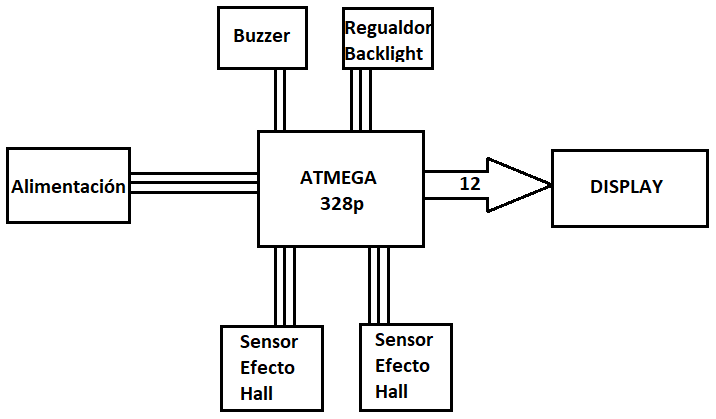 Buzzer
Regualdor
Backlight
Alimentación
ATMEGA
328p
12
DISPLAY
Sensor
Efecto
Hall
Sensor
Efecto
Hall